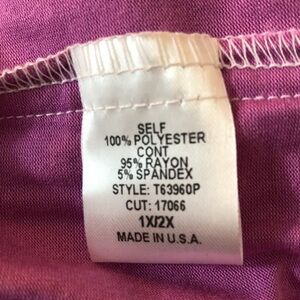 SELF
100% POLYESTER
CONT
95% RAYON
5% SPANDEX
STYLE: T63960P
CUT: 17066
1X/2X
MADE IN U.S.A.